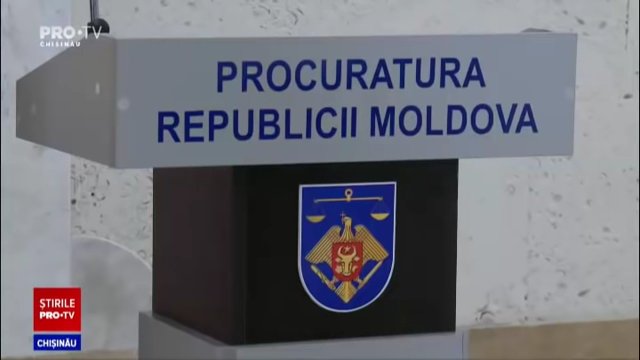 PRO TV
CHIȘINĂU
PROCURATURA
REPUBLICII MOLDOVA
ȘTIRILE
PRO TV
CHIȘINĂU